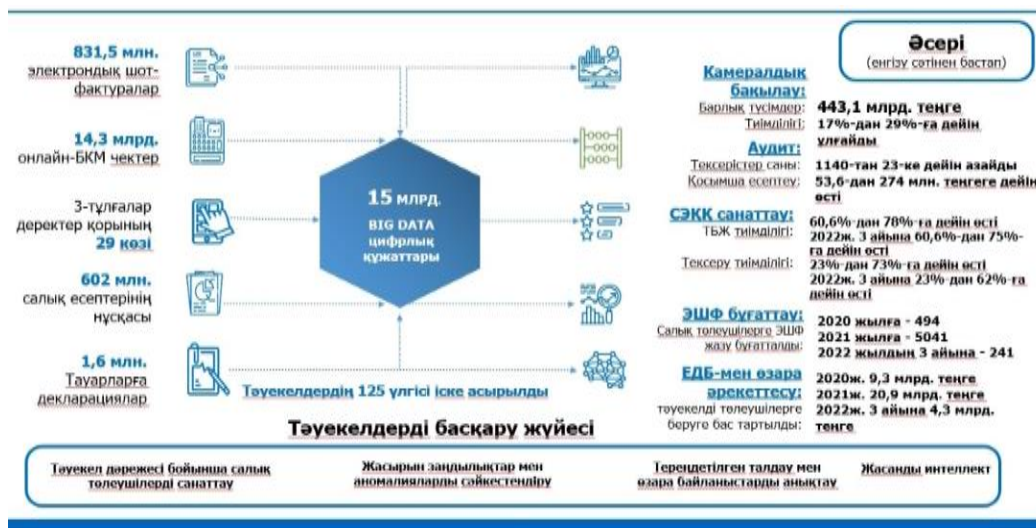 831,5 млн.
электрондық шот-
фактуралар
14,3 млрд.
онлайн-БКМ чектер
3-тұлғалар
деректер қорының
29 көзі
602 млн.
салық есептерінің
нұсқасы
1,6 млн.
Тауарларға
декларациялар
15 МЛРД.
BIG DATA
цифрлық
құжаттары
Тәуекелдердің 125 үлгісі іске асырылды
Әсері
(енгізу сәтінен бастап)
Камералдық
бақылау:
Барлық түсімдер: 443,1 млрд. теңге
Тиімділігі: 17%-дан 29%-ға дейін
ұлғайды
Аудит:
Тексерістер саны: 1140-тан 23-ке дейін азайды
Қосымша есептеу: 53,6-дан 274 млн. теңгеге дейін
өсті
СЭКК санаттау: 60,6%-дан 78%-ға дейін өсті
ТБЖ тиімділігі: 2022ж. 3 айына 60,6%-дан 75%-
ға дейін өсті
Тексеру тиімділігі: 23%-дан 73%-ға дейін өсті
2022ж. 3 айына 23%-дан 62%-ға
дейін өсті
ЭШФ бұғаттау: 2020 жылға - 494
Салық төлеушілерге ЭШФ 2021 жылға - 5041
жазу бұғатталды: 2022 жылдың 3 айына - 241
ЕДБ-мен өзара 2020ж. 9,3 млрд. теңге
әрекеттесу: 2021ж. 20,9 млрд. теңге
тәуекелді төлеушілерге 2022ж. 3 айына 4,3 млрд.
беруге бас тартылды: теңге
Тәуекелдерді басқару жүйесі
Тәуекел дәрежесі бойынша салық
төлеушілерді санаттау
Жасырын заңдылықтар мен
аномалияларды сәйкестендіру
Тереңдетілген талдау мен
өзара байланыстарды анықтау
Жасанды интеллект